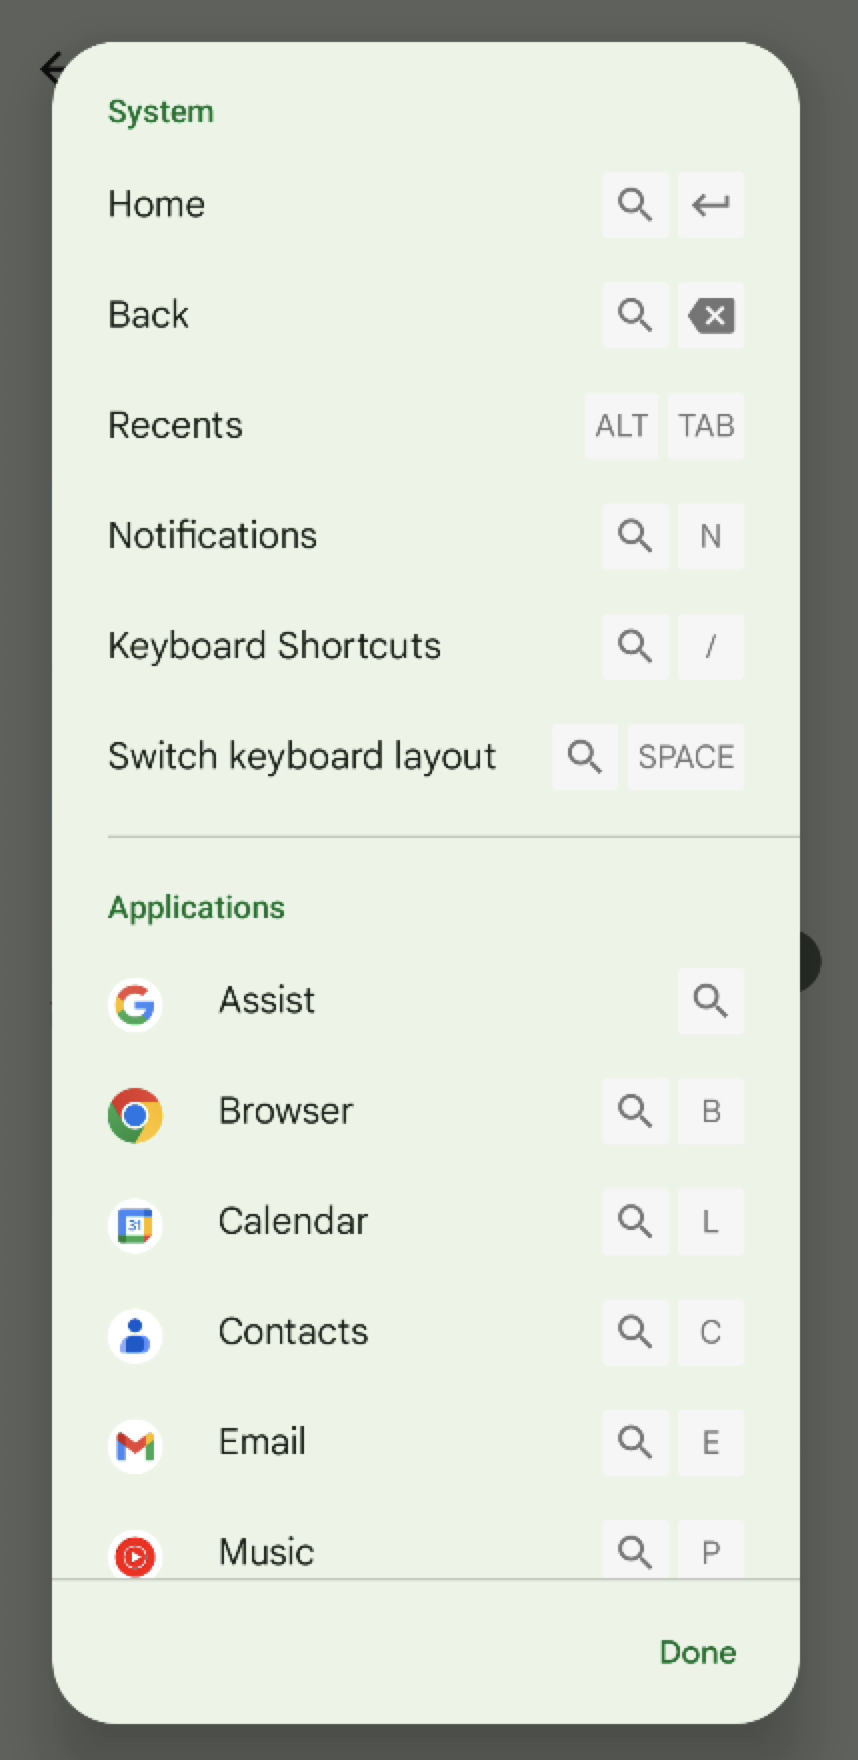 System
Home
Back
Recents ALT TAB
Notifications N
Keyboard Shortcuts /
Switch keyboard layout SPACE
Applications
Assist
Browser B
31 Calendar L
Contacts C
Email E
Music P
Done